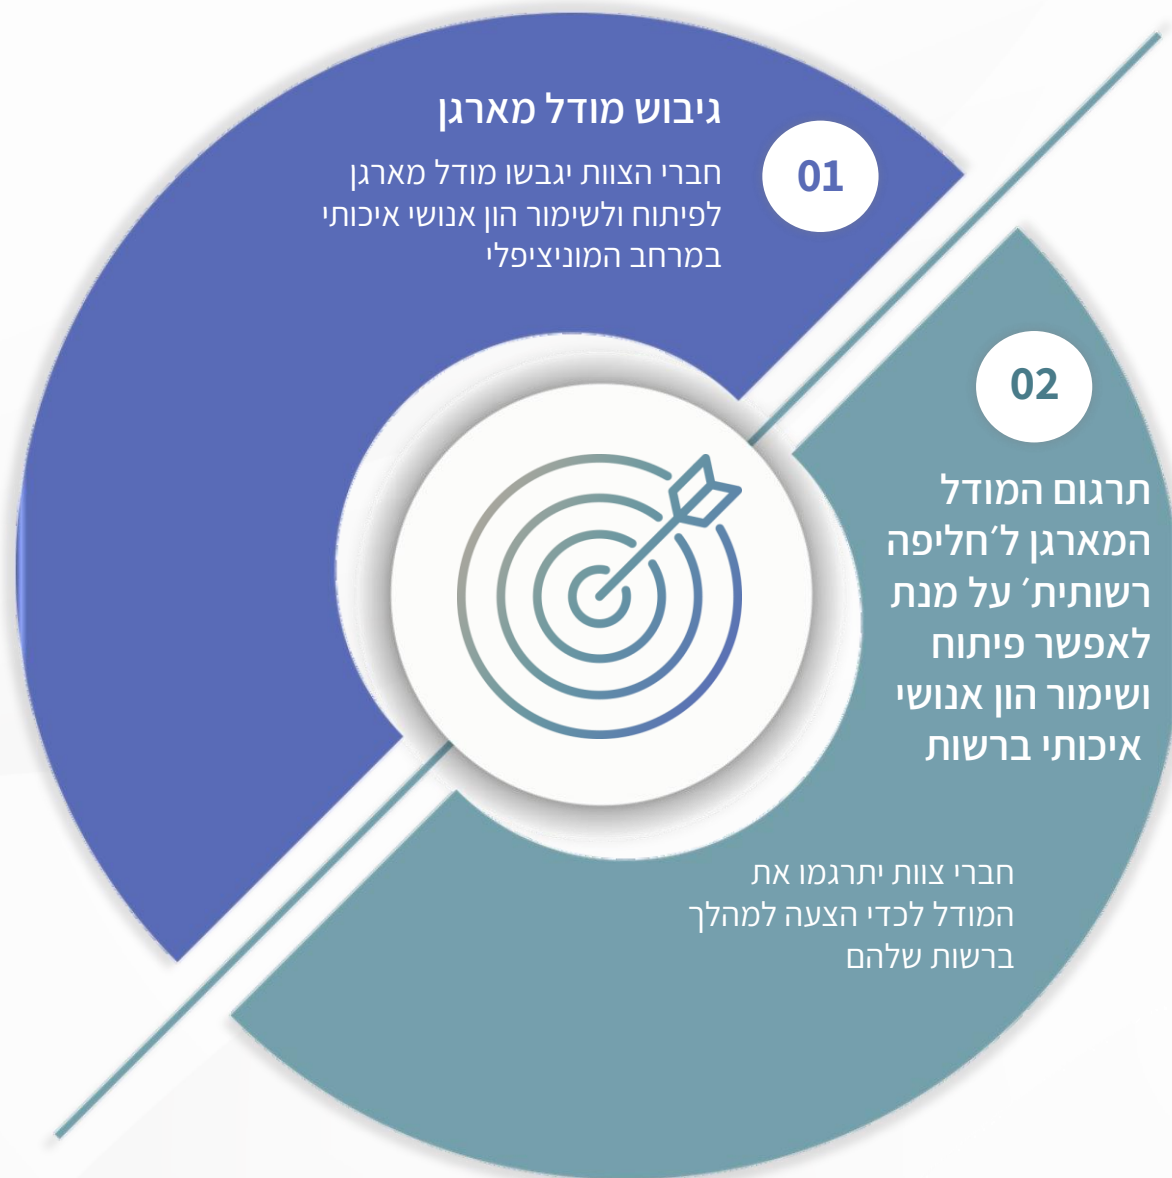 01
גיבוש מודל מארגן
חברי הצוות יגבשו מודל מארגן
לפיתוח ולשימור הון אנושי איכותי
במרחב המוניציפלי
02
תרגום המודל
המארגן ל׳חליפה
רשותית׳ על מנת
לאפשר פיתוח
ושימור הון אנושי
איכותי ברשות
חברי צוות יתרגמו את
המודל לכדי הצעה למהלך
ברשות שלהם